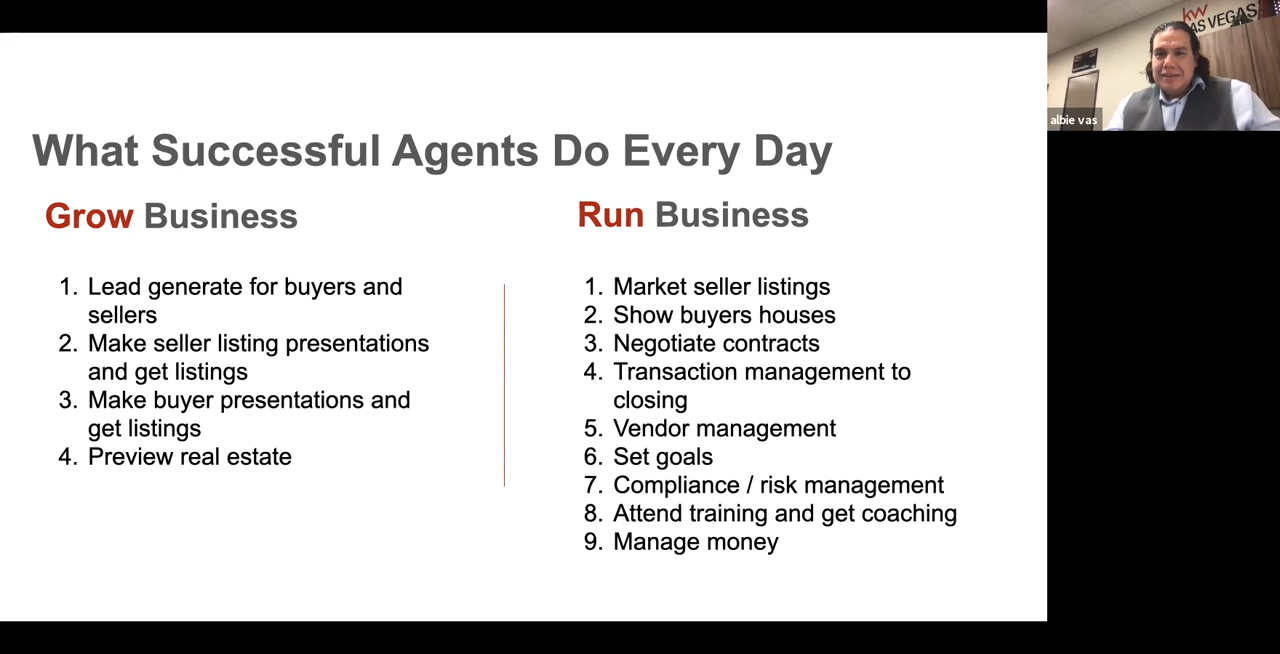 What Successful Agents Do Every Day
Grow Business
1. Lead generate for buyers and
sellers
2. Make seller listing presentations
and get listings
3. Make buyer presentations and
get listings
4. Preview real estate
Run Business
1. Market seller listings
2. Show buyers houses
3. Negotiate contracts
4. Transaction management to
closing
5. Vendor management
6. Set goals
7. Compliance / risk management
8. Attend training and get coaching
9. Manage money
kw
AS VEGAS
albie vas